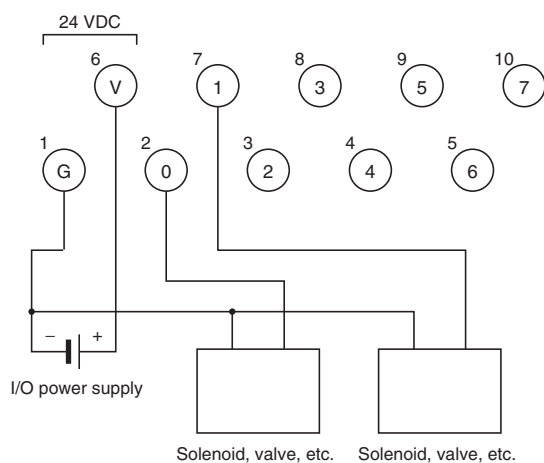 24 VDC
6 7 8 9 10
V 1 3 5 7
1 2 3 4 5
G 0 2 4 6
− +
I/O power supply
Solenoid, valve, etc. Solenoid, valve, etc.